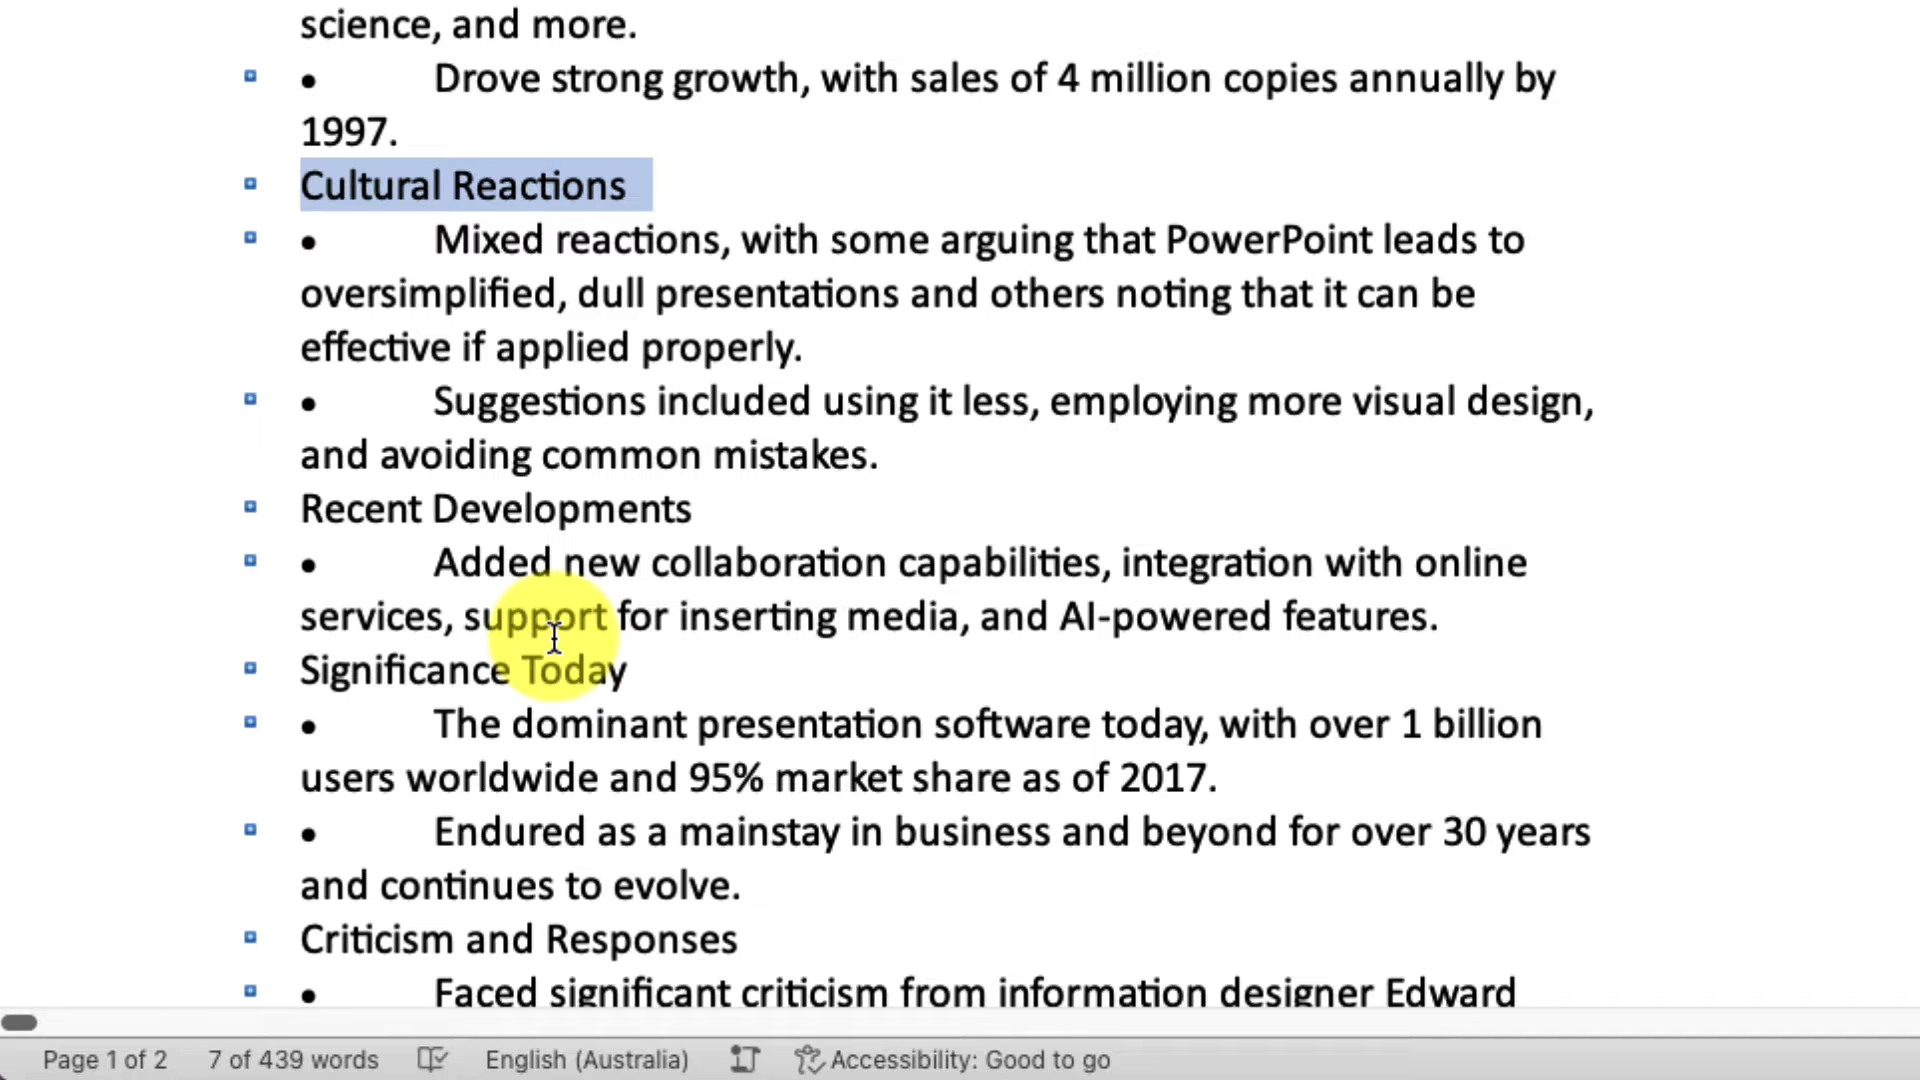 science, and more.
• Drove strong growth, with sales of 4 million copies annually by
1997.
Cultural Reactions
• Mixed reactions, with some arguing that PowerPoint leads to
oversimplified, dull presentations and others noting that it can be
effective if applied properly.
• Suggestions included using it less, employing more visual design,
and avoiding common mistakes.
Recent Developments
• Added new collaboration capabilities, integration with online
services, support for inserting media, and AI-powered features.
Significance Today
• The dominant presentation software today, with over 1 billion
users worldwide and 95% market share as of 2017.
• Endured as a mainstay in business and beyond for over 30 years
and continues to evolve.
Criticism and Responses
• Faced significant criticism from information designer Edward
Page 1 of 2 7 of 439 words English (Australia) Accessibility: Good to go